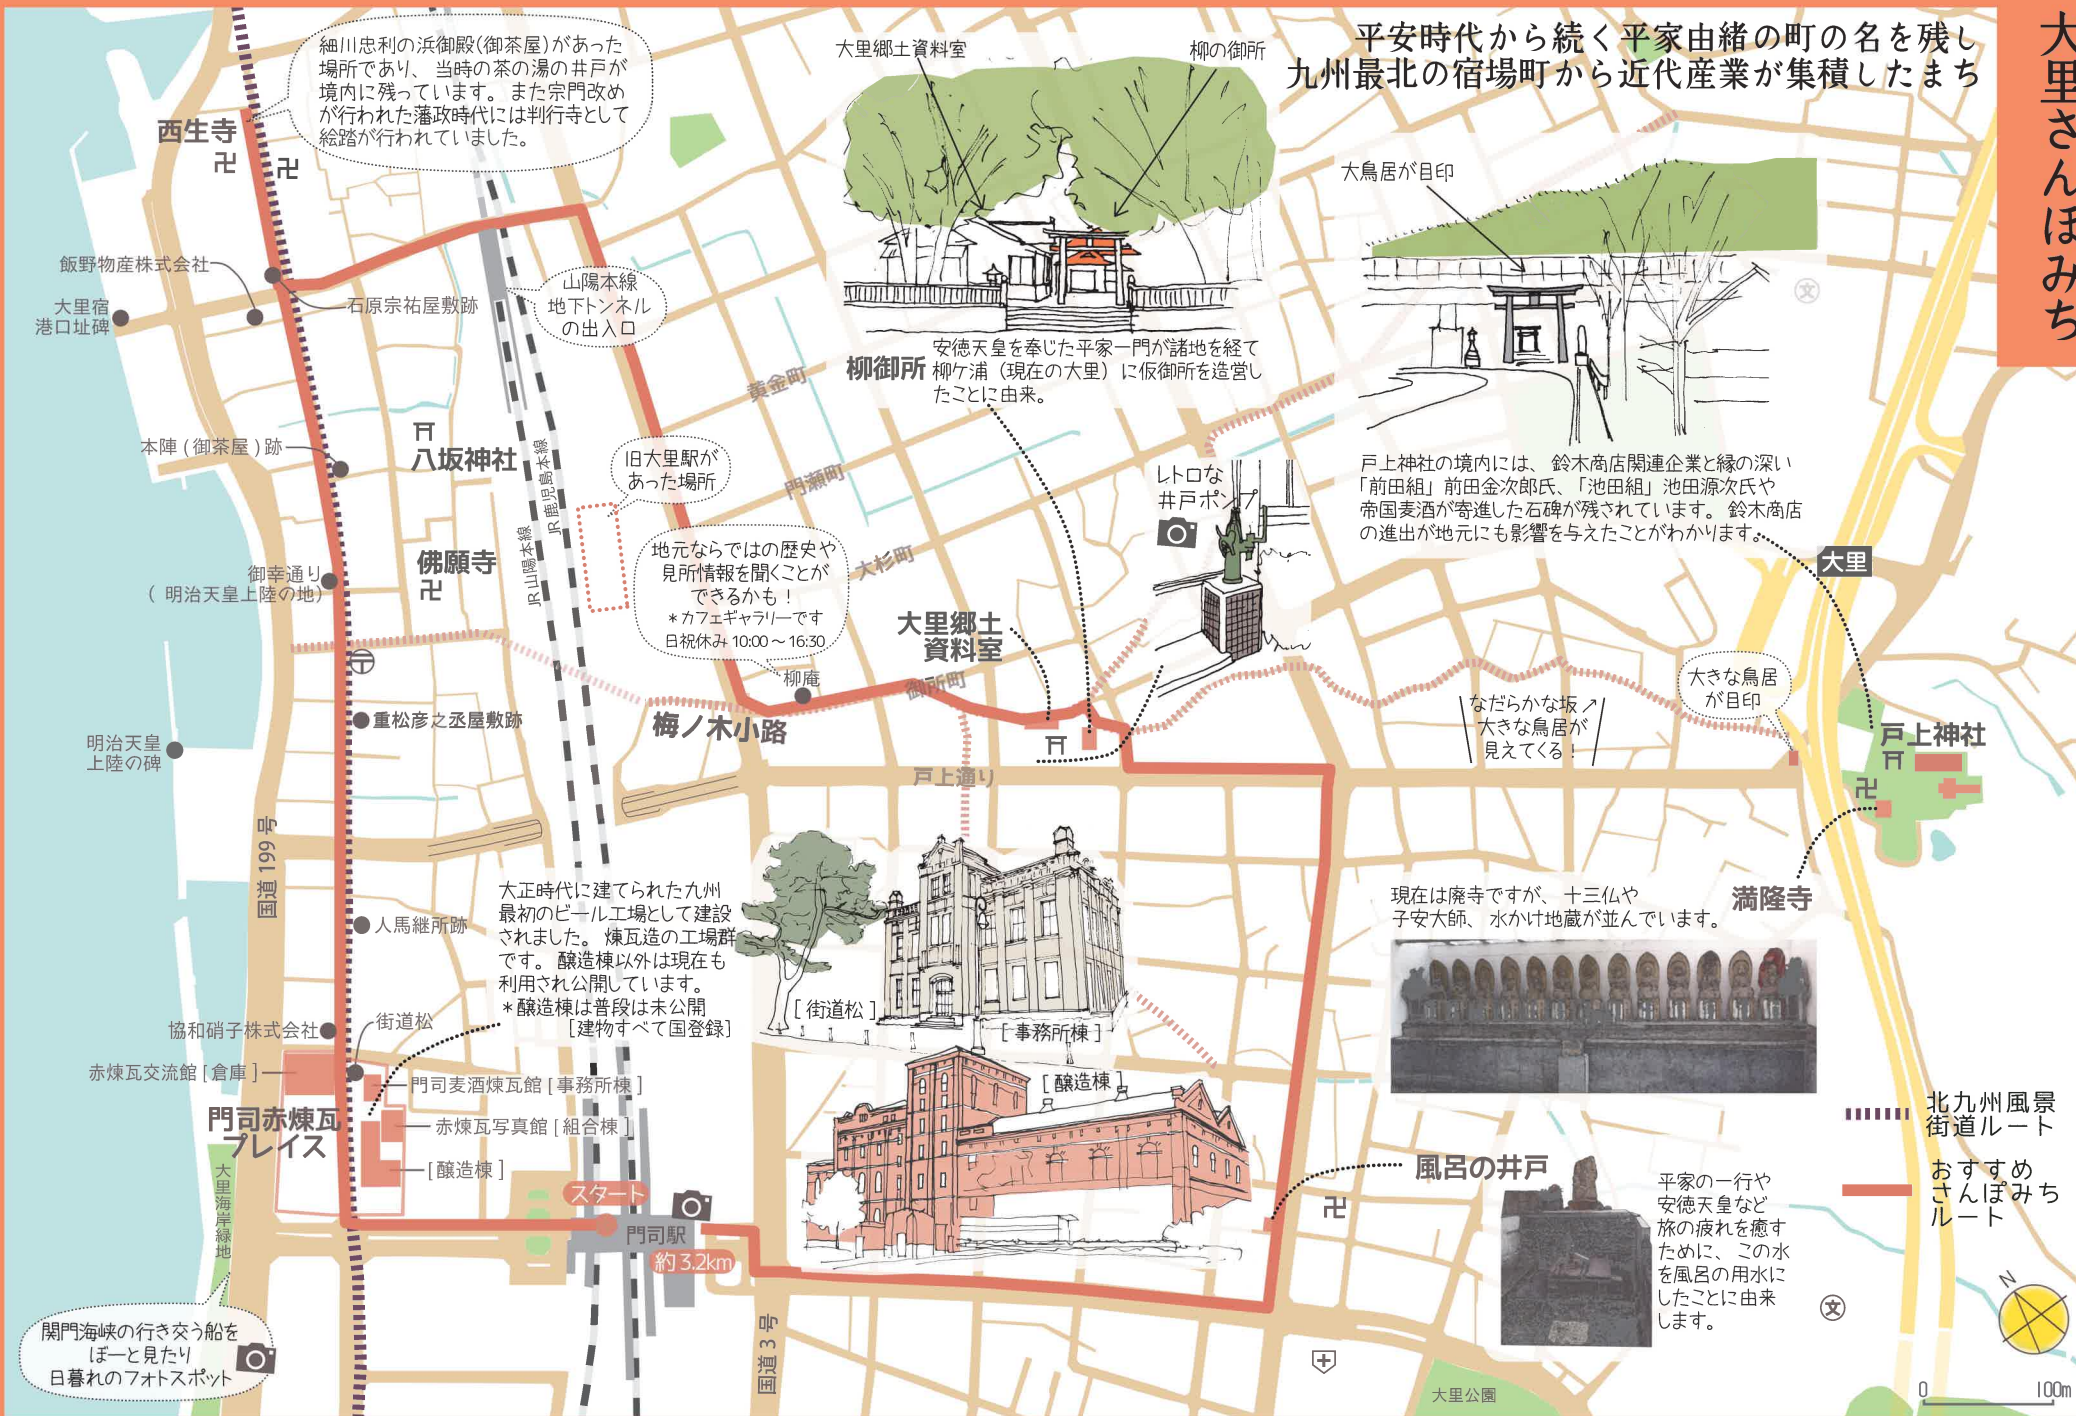 大里さんぽみち
平安時代から続く平家由緒の町の名を残し
九州最北の宿場町から近代産業が集積したまち
細川忠利の浜御殿(御茶屋)があった
場所であり、当時の茶の湯の井戸が
境内に残っています。また宗門改め
が行われた藩政時代には判行寺として
絵踏が行われていました。
西生寺
飯野物産株式会社
大里宿
港口址碑
石原宗祐屋敷跡
山陽本線
地下トンネル
の出入口
大里郷土資料室
柳の御所
柳御所
安徳天皇を奉じた平家一門が諸地を経て
柳ケ浦（現在の大里）に仮御所を造営し
たことに由来。
大鳥居が目印
文
戸上神社の境内には、鈴木商店関連企業と縁の深い
「前田組」前田金次郎氏、「池田組」池田源次氏や
帝国麦酒が寄進した石碑が残されています。鈴木商店
の進出が地元にも影響を与えたことがわかります。
大里
黄金町
門瀬町
大杉町
御所町
戸上通り
本陣(御茶屋)跡
八坂神社
JR鹿児島本線
JR山陽本線
旧大里駅が
あった場所
佛願寺
御幸通り
(明治天皇上陸の地)
地元ならではの歴史や
見所情報を聞くことが
できるかも！
＊カフェギャラリーです
日祝休み 10:00～16:30
柳庵
大里郷土
資料室
レトロな
井戸ポンプ
梅ノ木小路
重松彦之丞屋敷跡
明治天皇
上陸の碑
なだらかな坂↗
大きな鳥居が
見えてくる！
大きな鳥居
が目印
戸上神社
満隆寺
現在は廃寺ですが、十三仏や
子安大師、水かけ地蔵が並んでいます。
国道199号
人馬継所跡
大正時代に建てられた九州
最初のビール工場として建設
されました。煉瓦造の工場群
です。醸造棟以外は現在も
利用され公開しています。
＊醸造棟は普段は未公開
[建物すべて国登録]
[街道松]
[事務所棟]
[醸造棟]
協和硝子株式会社
街道松
赤煉瓦交流館[倉庫]
門司麦酒煉瓦館[事務所棟]
赤煉瓦写真館[組合棟]
[醸造棟]
門司赤煉瓦
プレイス
大里海岸緑地
スタート
門司駅
約3.2km
国道3号
関門海峡の行き交う船を
ぼーと見たり
日暮れのフォトスポット
風呂の井戸
平家の一行や
安徳天皇など
旅の疲れを癒す
ために、この水
を風呂の用水に
したことに由来
します。
大里公園
文
北九州風景
街道ルート
おすすめ
さんぽみち
ルート
N
0 100m